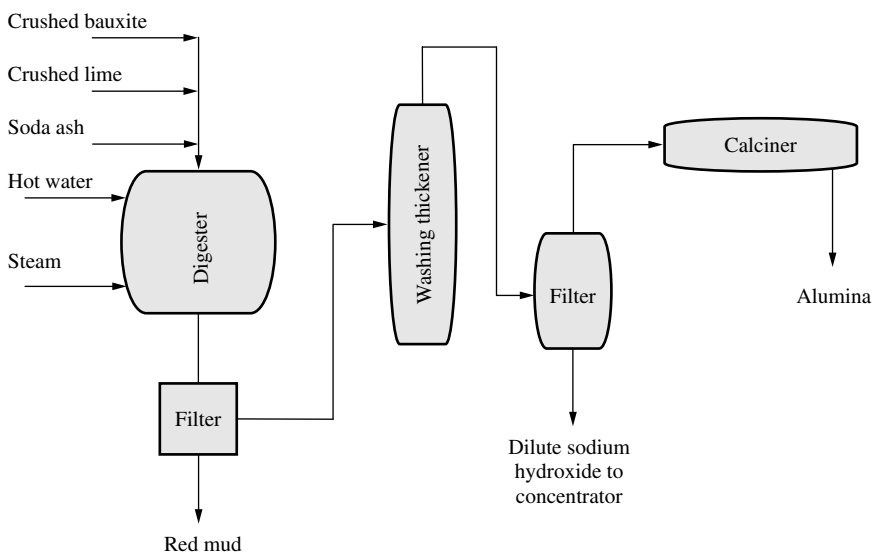 Crushed bauxite
Crushed lime
Soda ash
Hot water
Steam
Digester
Filter
Red mud
Washing thickener
Filter
Dilute sodium
hydroxide to
concentrator
Calciner
Alumina